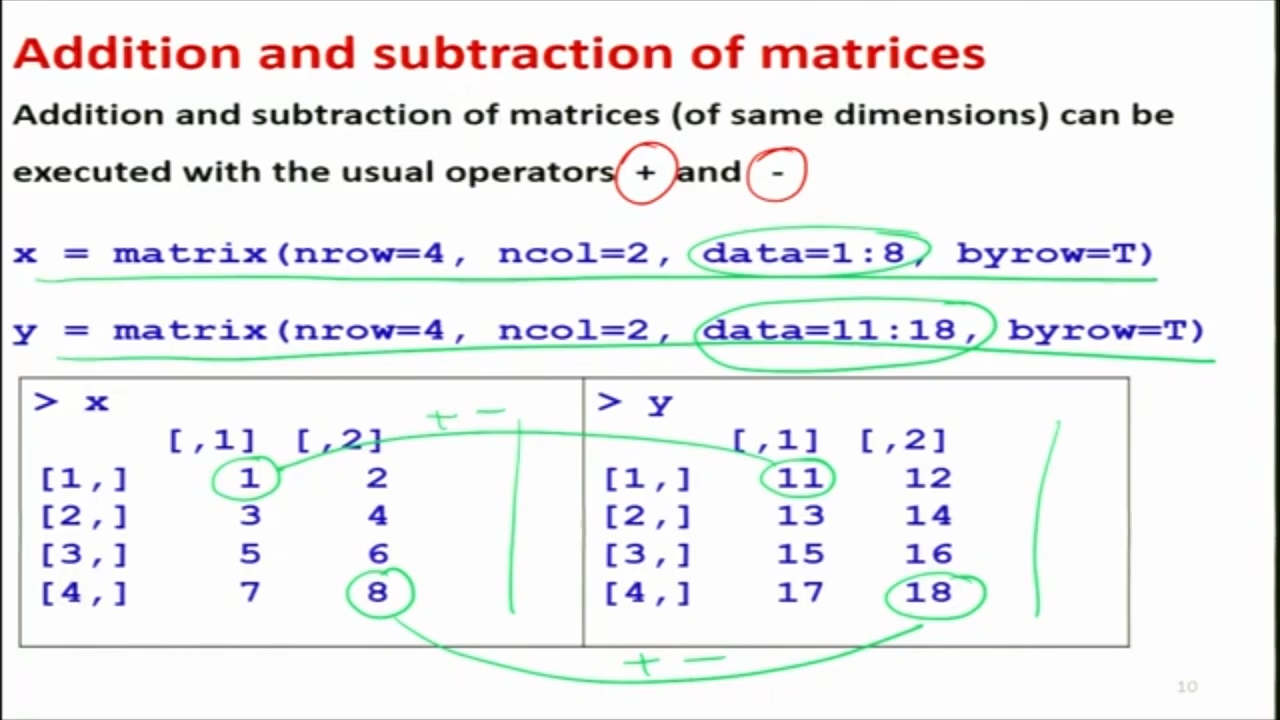 Addition and subtraction of matrices
Addition and subtraction of matrices (of same dimensions) can be
executed with the usual operators + and -
x = matrix(nrow=4, ncol=2, data=1:8, byrow=T)
y = matrix(nrow=4, ncol=2, data=11:18, byrow=T)
> x
[,1] [,2]
[1,] 1 2
[2,] 3 4
[3,] 5 6
[4,] 7 8
> y
[,1] [,2]
[1,] 11 12
[2,] 13 14
[3,] 15 16
[4,] 17 18
+ -
+ -
10